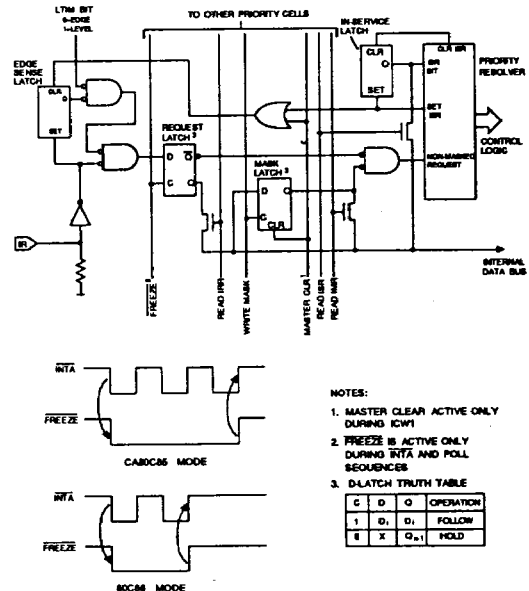 LTIM BIT
0-EDGE
1-LEVEL
TO OTHER PRIORITY CELLS
IN-SERVICE
LATCH
EDGE
SENSE
LATCH
CLR
Q
SET
CLR
Q
SET
CLR ISR
ISR
BIT
SET
ISR
PRIORITY
RESOLVER
CONTROL
LOGIC
NON-MASKED
REQUEST
REQUEST
LATCH 3
D Q
C Q
MASK
LATCH 3
D Q
C
CLR
IR
FREEZE
READ IRR
WRITE MASK
MASTER CLR
READ ISR
READ IMR
INTERNAL
DATA BUS
INTA
FREEZE
CA80C85 MODE
INTA
FREEZE
80C86 MODE
NOTES:
1. MASTER CLEAR ACTIVE ONLY
DURING ICW1
2. FREEZE IS ACTIVE ONLY
DURING INTA AND POLL
SEQUENCES
3. D-LATCH TRUTH TABLE
C D Q OPERATION
1 Di Di FOLLOW
0 X Qn-1 HOLD